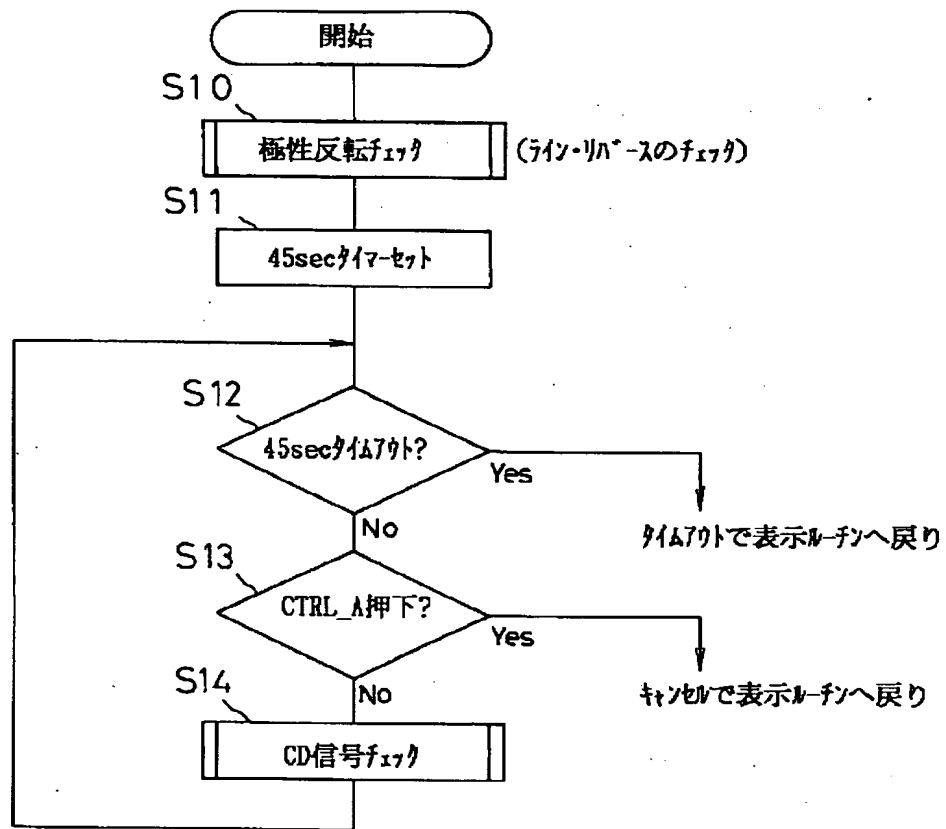 開始
S10
極性反転チェック
(ライン・リバースのチェック)
S11
45secタイマーセット
S12
45secタイムアウト?
Yes
No
タイムアウトで表示ルーチンへ戻り
S13
CTRL_A押下?
Yes
No
キャンセルで表示ルーチンへ戻り
S14
CD信号チェック